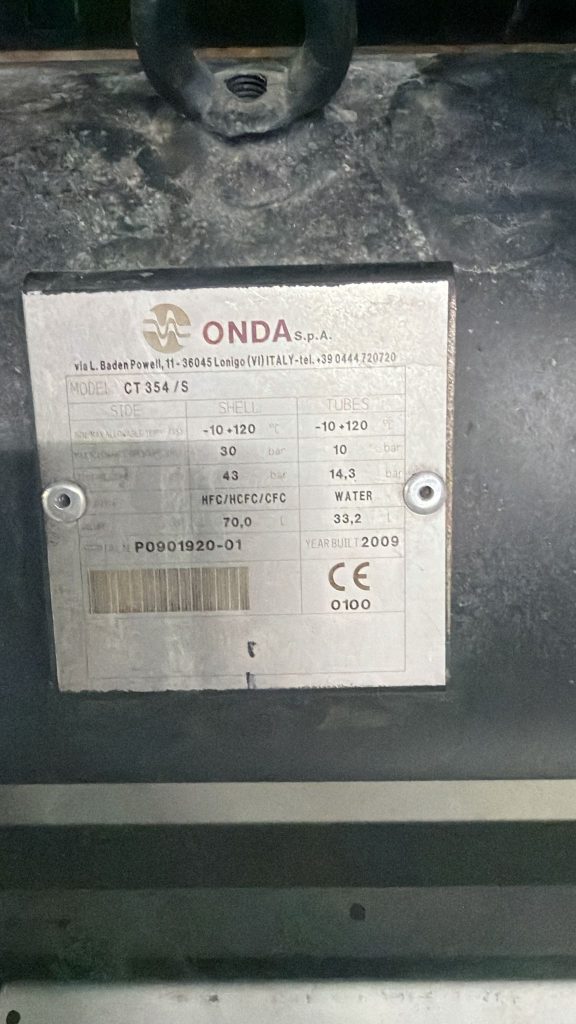 ONDA S.p.A.
via L. Baden Powell, 11 - 36045 Lonigo (VI) ITALY - tel. +39 0444 720720
MODEL CT 354 /S
SIDE SHELL TUBES
-10 +120 °C -10 +120 °C
30 bar 10 bar
43 bar 14,3 bar
HFC/HCFC/CFC WATER
70,0 l 33,2 l
P0901920-01 YEAR BUILT 2009
CE
0100